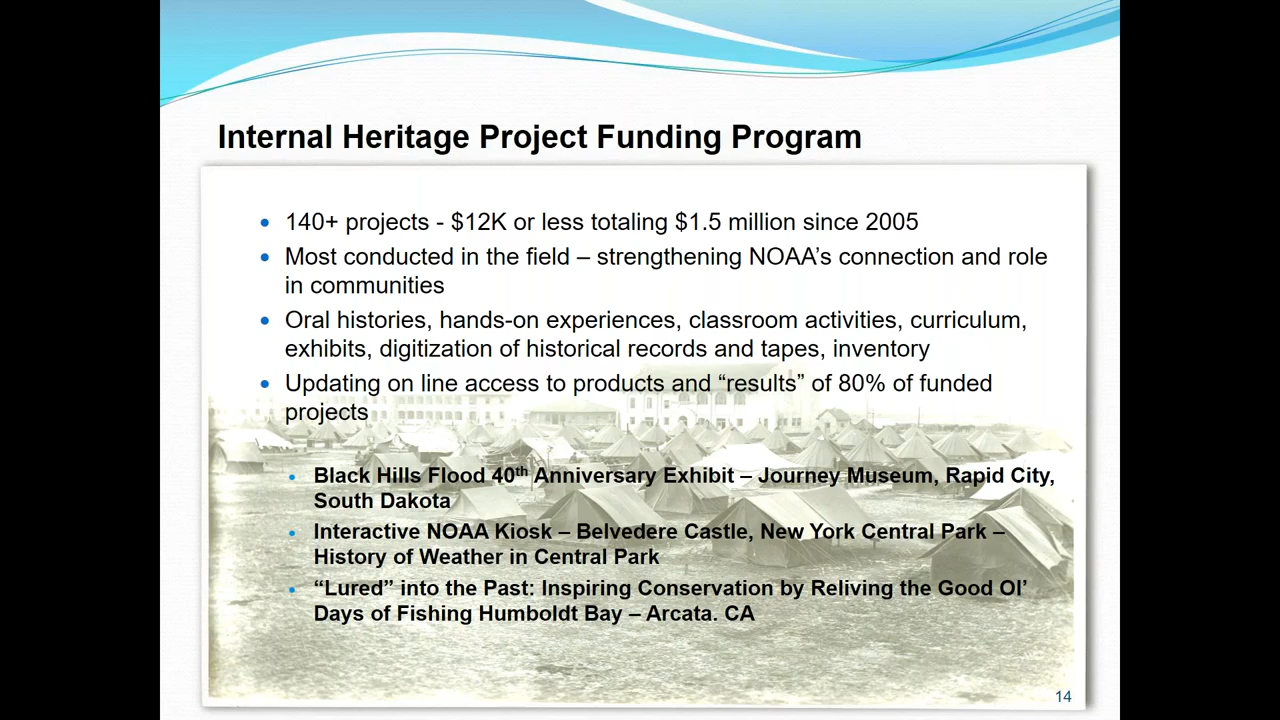 Internal Heritage Project Funding Program
• 140+ projects - $12K or less totaling $1.5 million since 2005
• Most conducted in the field – strengthening NOAA’s connection and role
in communities
• Oral histories, hands-on experiences, classroom activities, curriculum,
exhibits, digitization of historical records and tapes, inventory
• Updating on line access to products and “results” of 80% of funded
projects
• Black Hills Flood 40th Anniversary Exhibit – Journey Museum, Rapid City,
South Dakota
• Interactive NOAA Kiosk – Belvedere Castle, New York Central Park –
History of Weather in Central Park
• “Lured” into the Past: Inspiring Conservation by Reliving the Good Ol’
Days of Fishing Humboldt Bay – Arcata. CA
14